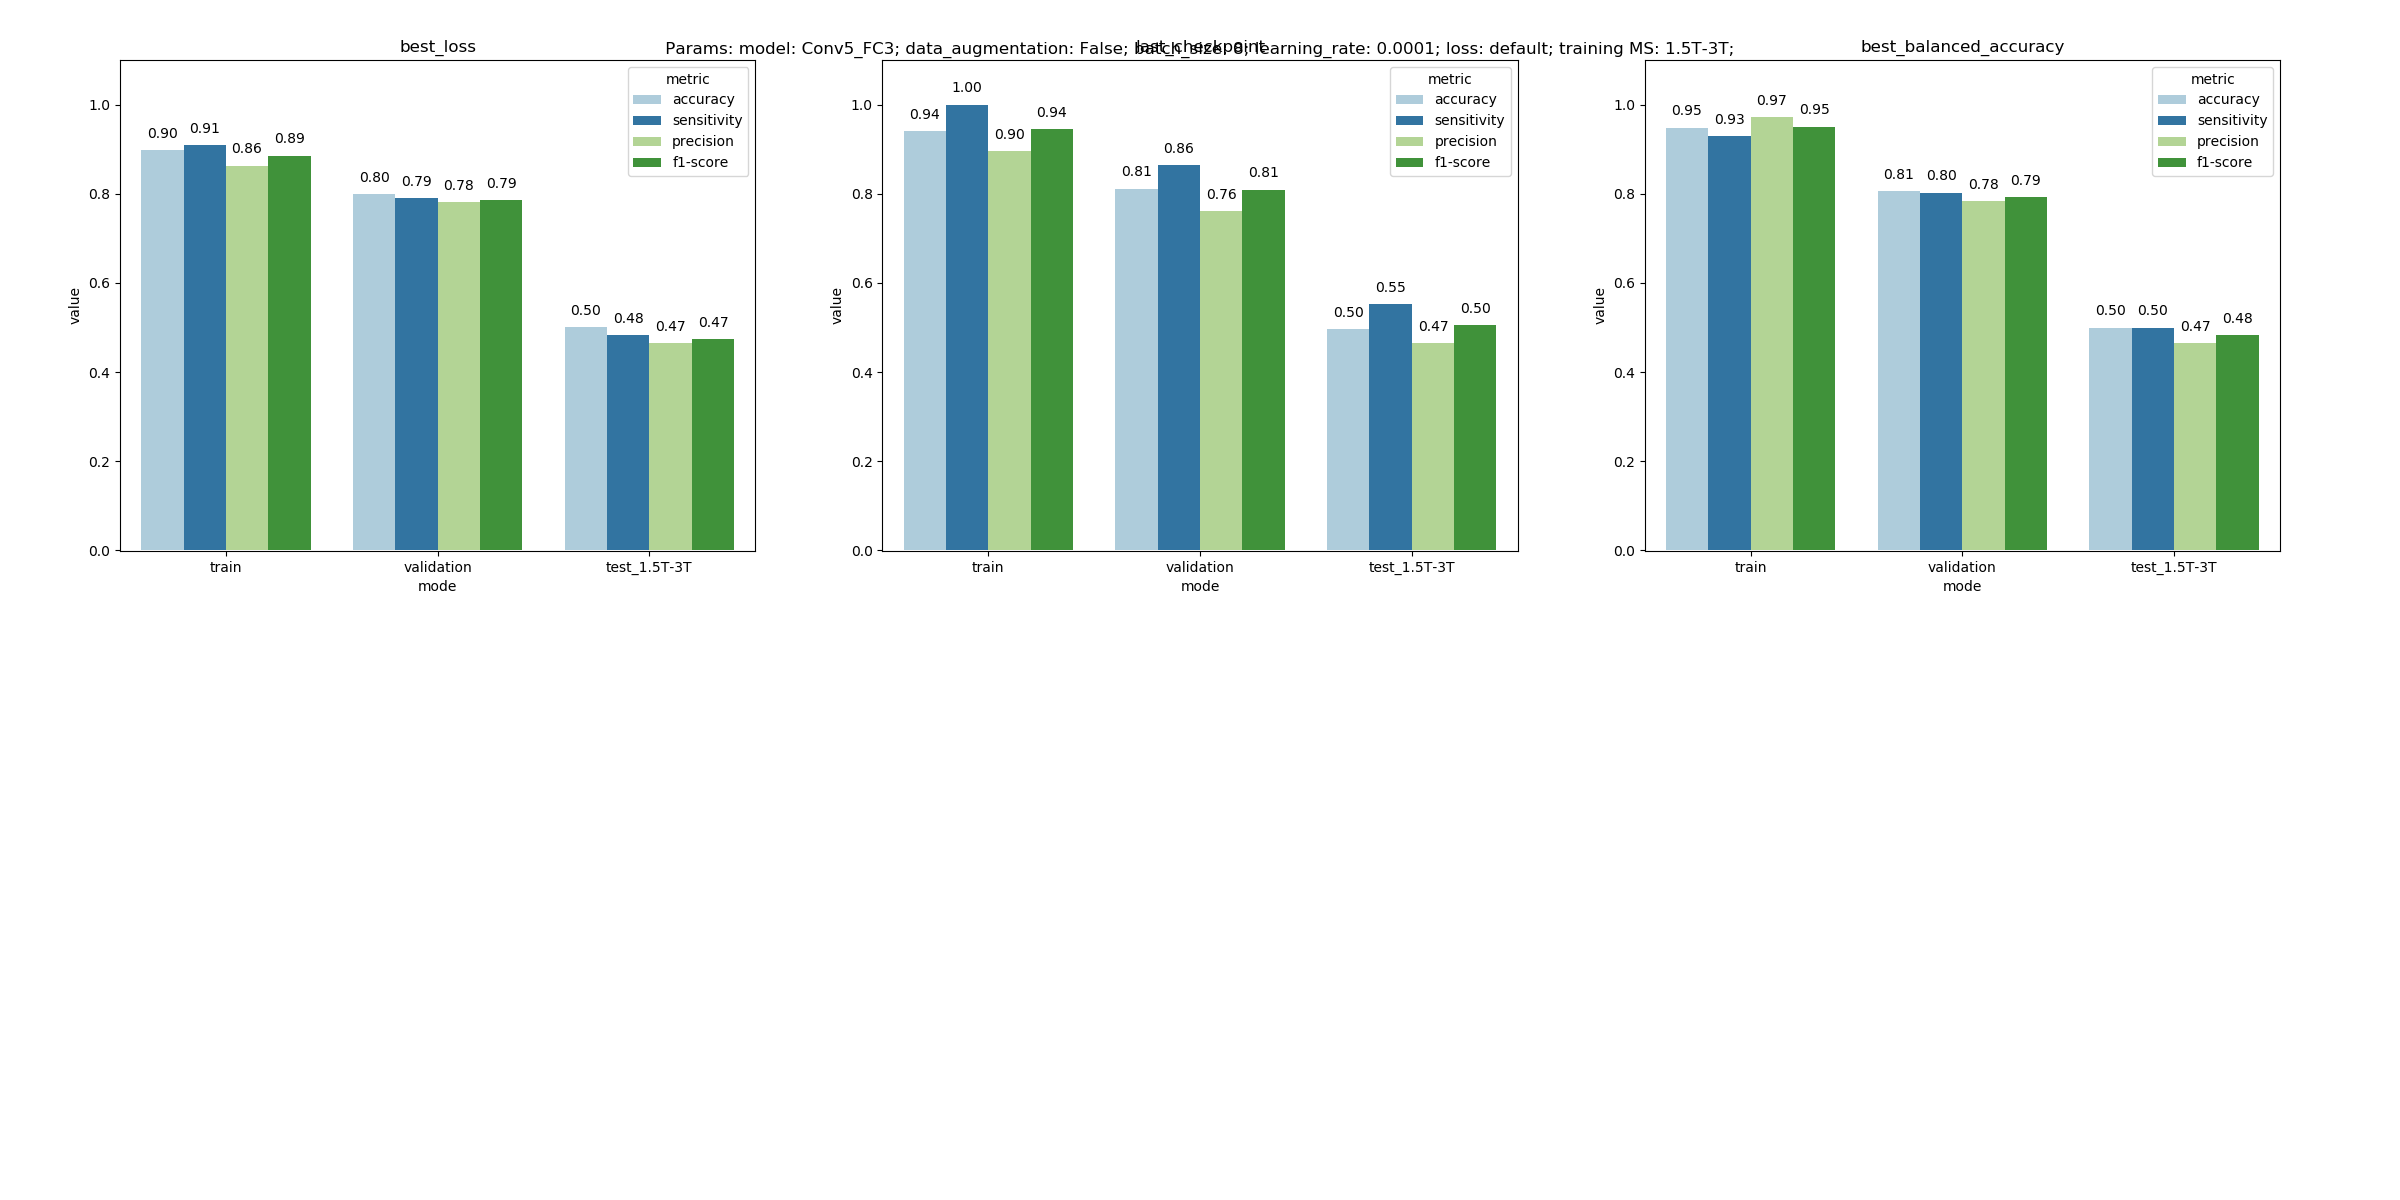 Params: model: Conv5_FC3; data_augmentation: False; batch_size: 8; learning_rate: 0.0001; loss: default; training MS: 1.5T-3T;
best_loss
metric
accuracy
sensitivity
precision
f1-score
value
1.0
0.8
0.6
0.4
0.2
0.0
0.90 0.91 0.86 0.89
0.80 0.79 0.78 0.79
0.50 0.48 0.47 0.47
train validation test_1.5T-3T
mode
last_checkpoint
metric
accuracy
sensitivity
precision
f1-score
value
1.0
0.8
0.6
0.4
0.2
0.0
0.94 1.00 0.90 0.94
0.81 0.86 0.76 0.81
0.50 0.55 0.47 0.50
train validation test_1.5T-3T
mode
best_balanced_accuracy
metric
accuracy
sensitivity
precision
f1-score
value
1.0
0.8
0.6
0.4
0.2
0.0
0.95 0.93 0.97 0.95
0.81 0.80 0.78 0.79
0.50 0.50 0.47 0.48
train validation test_1.5T-3T
mode